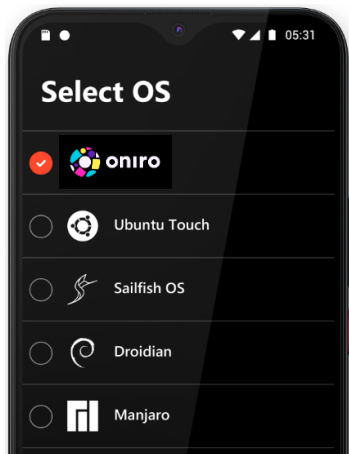 05:31
Select OS
oniro
Ubuntu Touch
Sailfish OS
Droidian
Manjaro